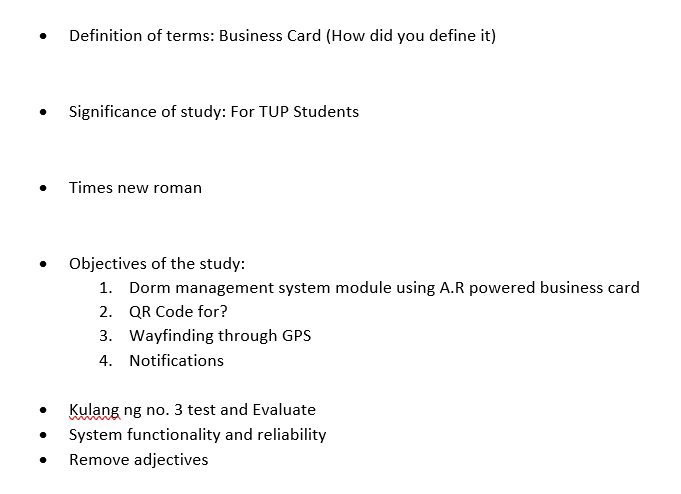 • Definition of terms: Business Card (How did you define it)
• Significance of study: For TUP Students
• Times new roman
• Objectives of the study:
1. Dorm management system module using A.R powered business card
2. QR Code for?
3. Wayfinding through GPS
4. Notifications
• Kulang ng no. 3 test and Evaluate
• System functionality and reliability
• Remove adjectives